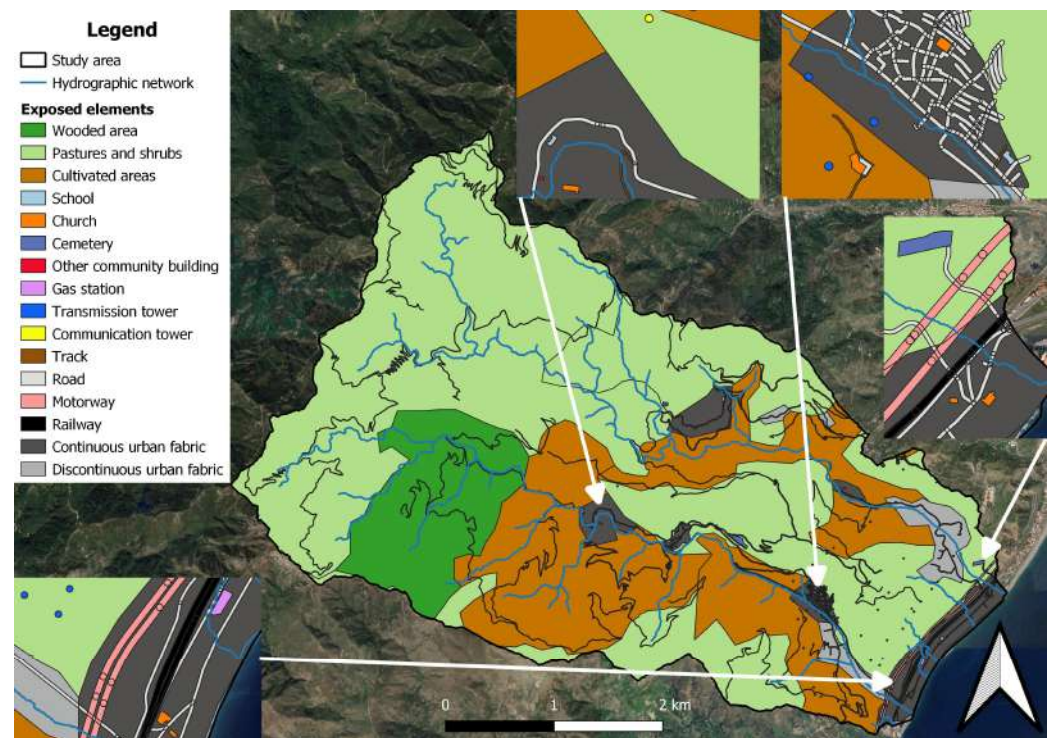 Legend
Study area
Hydrographic network
Exposed elements
Wooded area
Pastures and shrubs
Cultivated areas
School
Church
Cemetery
Other community building
Gas station
Transmission tower
Communication tower
Track
Road
Motorway
Railway
Continuous urban fabric
Discontinuous urban fabric
0 1 2 km